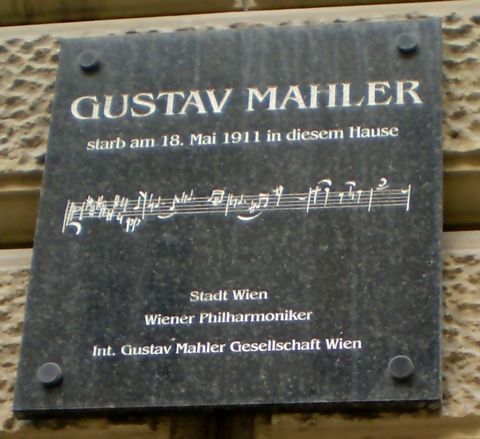 GUSTAV MAHLER
starb am 18. Mai 1911 in diesem Hause
pp
Stadt Wien
Wiener Philharmoniker
Int. Gustav Mahler Gesellschaft Wien